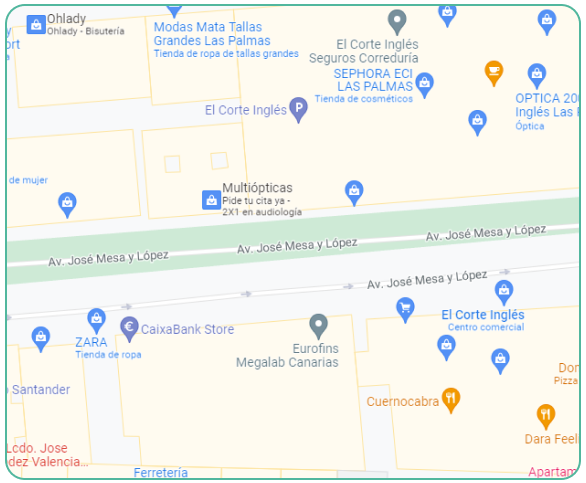 Ohlady
Ohlady - Bisutería
Modas Mata Tallas
Grandes Las Palmas
Tienda de ropa de tallas grandes
El Corte Inglés
Seguros Correduría
SEPHORA ECI
LAS PALMAS
Tienda de cosméticos
El Corte Inglés
P
OPTICA 200
Inglés Las
Óptica
de mujer
Multiópticas
Pide tu cita ya -
2X1 en audiología
Av. José Mesa y López
Av. José Mesa y López
Av. José Mesa y López
Av. José Mesa y López
El Corte Inglés
Centro comercial
ZARA
Tienda de ropa
€
CaixaBank Store
Eurofins
Megalab Canarias
Santander
Pizza
Cuernocabra
Dara Feel
Lcdo. Jose
dez Valencia...
Ferretería
Apartam